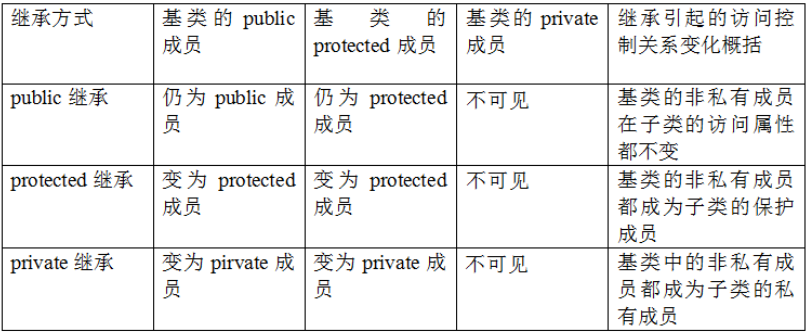 继承方式
基类的 public
成员
基类的
protected 成员
基类的 private
成员
继承引起的访问控
制关系变化概括
public 继承
仍为 public 成
员
仍为 protected
成员
不可见
基类的非私有成员
在子类的访问属性
都不变
protected 继承
变为 protected
成员
变为 protected
成员
不可见
基类的非私有成员
都成为子类的保护
成员
private 继承
变为 pirvate 成
员
变为 private 成
员
不可见
基类中的非私有成
员都成为子类的私
有成员